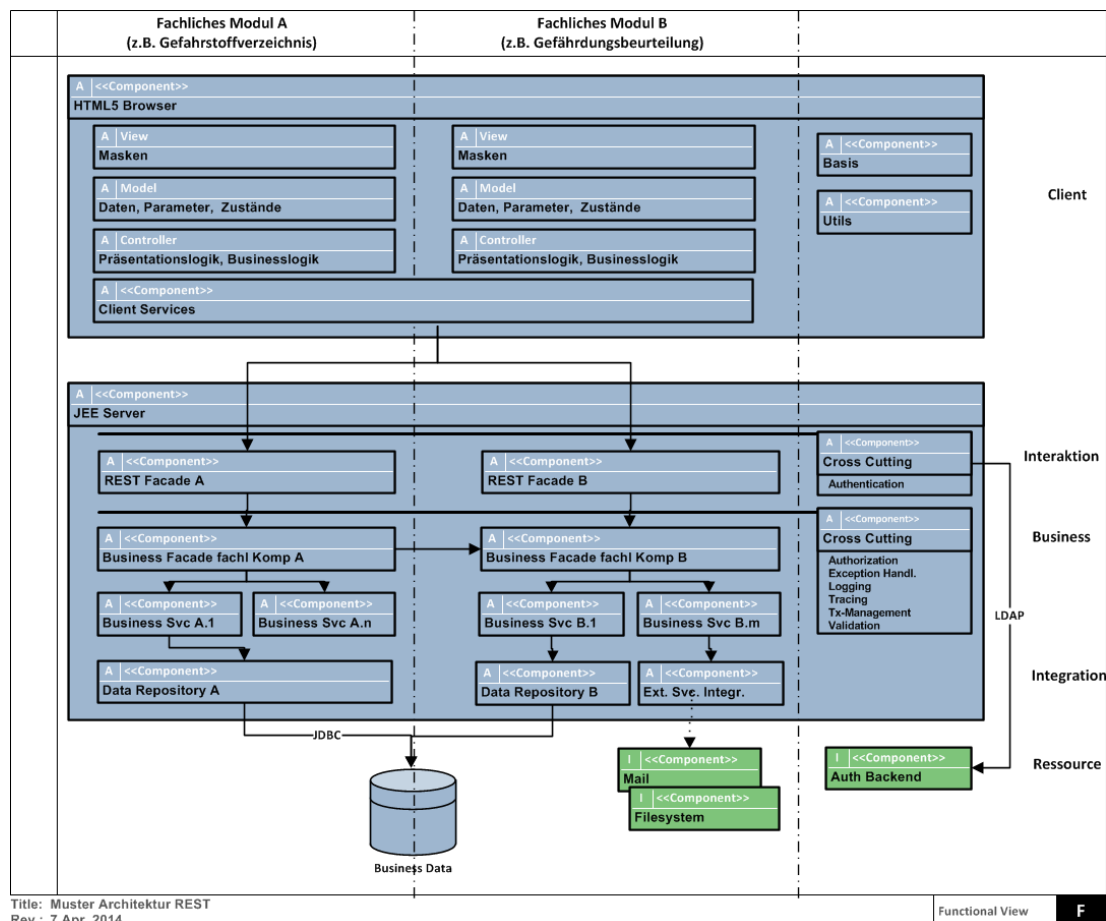 Fachliches Modul A
(z.B. Gefahrstoffverzeichnis)
Fachliches Modul B
(z.B. Gefährdungsbeurteilung)
A <<Component>>
HTML5 Browser
A View
Masken
A View
Masken
A <<Component>>
Basis
A Model
Daten, Parameter, Zustände
A Model
Daten, Parameter, Zustände
A <<Component>>
Utils
Client
A Controller
Präsentationslogik, Businesslogik
A Controller
Präsentationslogik, Businesslogik
A <<Component>>
Client Services
A <<Component>>
JEE Server
A <<Component>>
REST Facade A
A <<Component>>
REST Facade B
A <<Component>>
Cross Cutting
Authentication
Interaktion
A <<Component>>
Business Facade fachl Komp A
A <<Component>>
Business Facade fachl Komp B
A <<Component>>
Cross Cutting
Authorization
Exception Handl.
Logging
Tracing
Tx-Management
Validation
Business
A <<Component>>
Business Svc A.1
A <<Component>>
Business Svc A.n
A <<Component>>
Business Svc B.1
A <<Component>>
Business Svc B.m
LDAP
A <<Component>>
Data Repository A
A <<Component>>
Data Repository B
A <<Component>>
Ext. Svc. Integr.
Integration
JDBC
I <<Component>>
Mail
I <<Component>>
Filesystem
I <<Component>>
Auth Backend
Ressource
Business Data
Title: Muster Architektur REST
Rev.: 7 Apr. 2014
Functional View
F